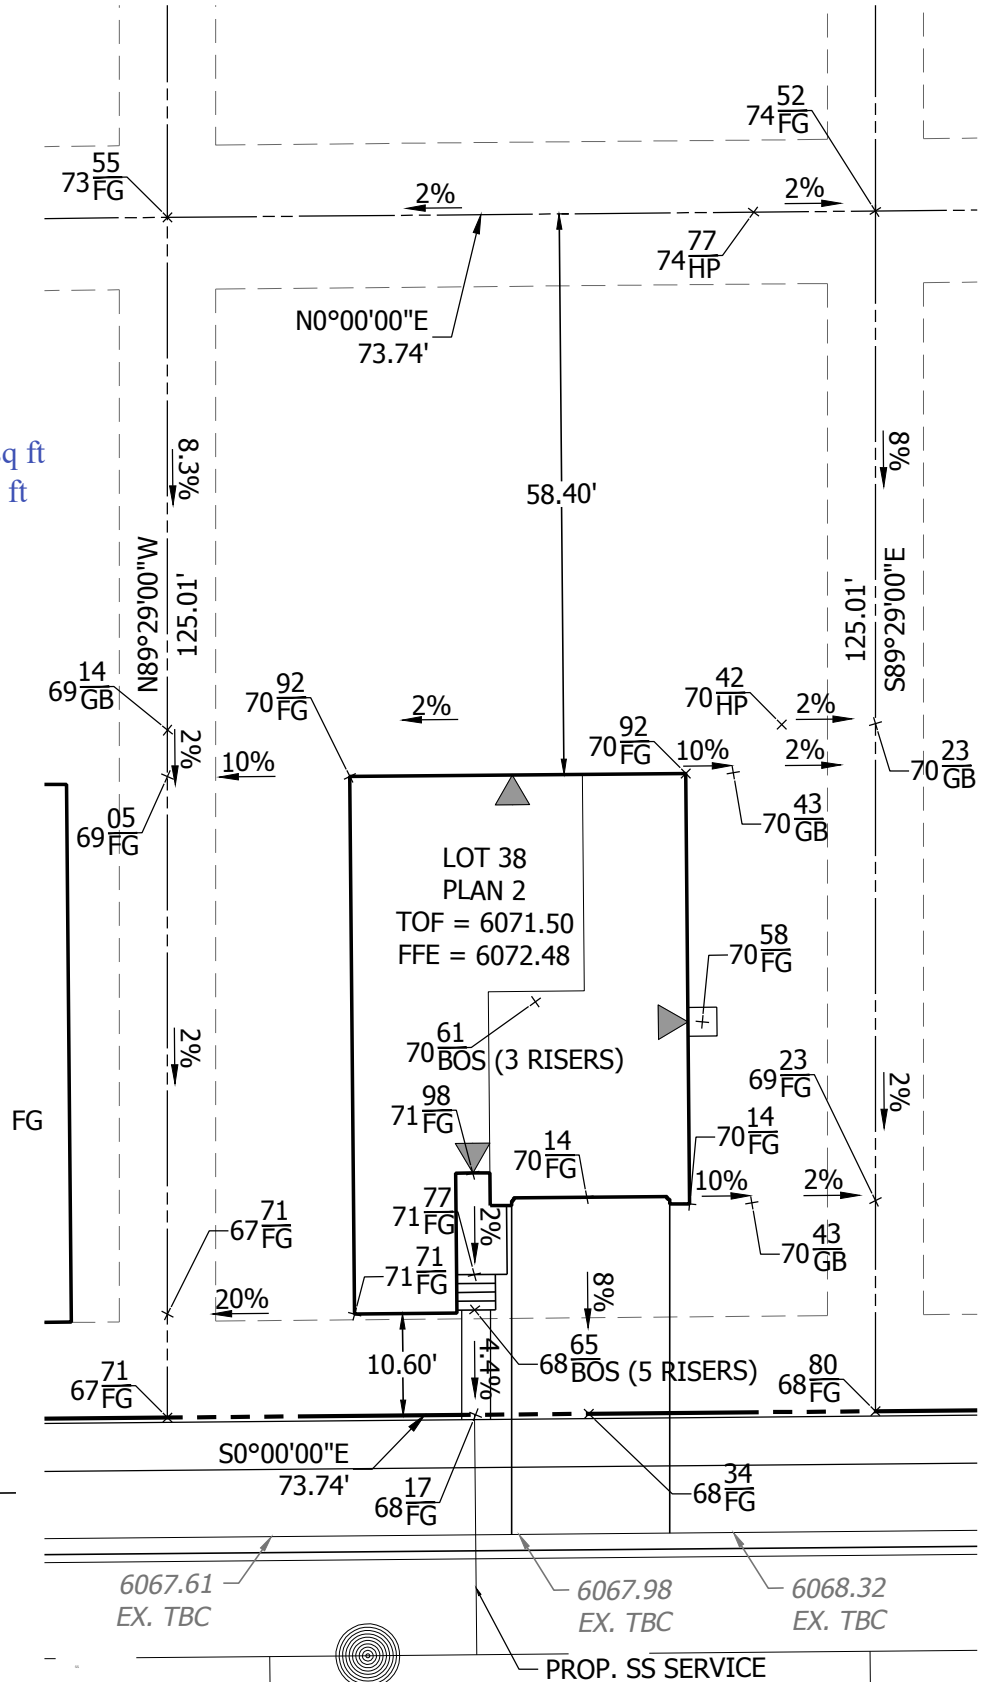 52
74 FG
55
73 FG
2%
2%
77
74 HP
N0°00'00"E
73.74'
q ft
ft
8.3%
8%
58.40'
N89°29'00"W
125.01'
125.01'
S89°29'00"E
14
69 GB
92
70 FG
2%
42
70 HP
2%
92
70 FG
2%
10%
10%
2%
23
70 GB
05
69 FG
43
70 GB
LOT 38
PLAN 2
TOF = 6071.50
FFE = 6072.48
58
70 FG
61
70 BOS (3 RISERS)
2%
23
69 FG
2%
98
71 FG
FG
14
70 FG
14
70 FG
10%
2%
77
71 FG
2%
71
67 FG
43
70 GB
71
71 FG
20%
8%
10.60'
4.4%
65
68 BOS (5 RISERS)
71
67 FG
80
68 FG
S0°00'00"E
73.74'
17
68 FG
34
68 FG
6067.61
EX. TBC
6067.98
EX. TBC
6068.32
EX. TBC
PROP. SS SERVICE